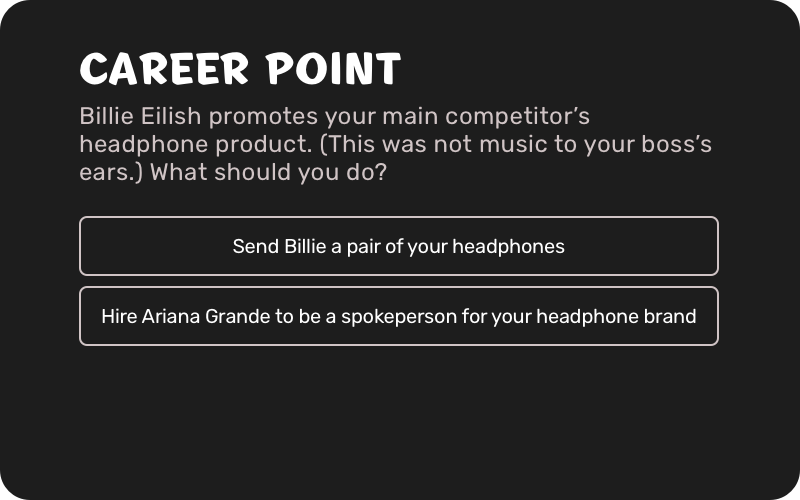 CAREER POINT
Billie Eilish promotes your main competitor’s
headphone product. (This was not music to your boss’s
ears.) What should you do?
Send Billie a pair of your headphones
Hire Ariana Grande to be a spokeperson for your headphone brand